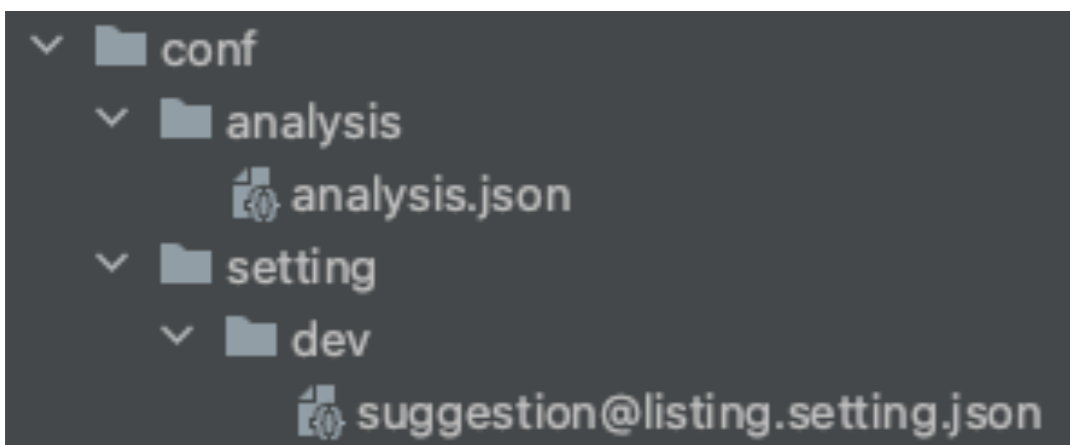 conf
analysis
analysis.json
setting
dev
suggestion@listing.setting.json